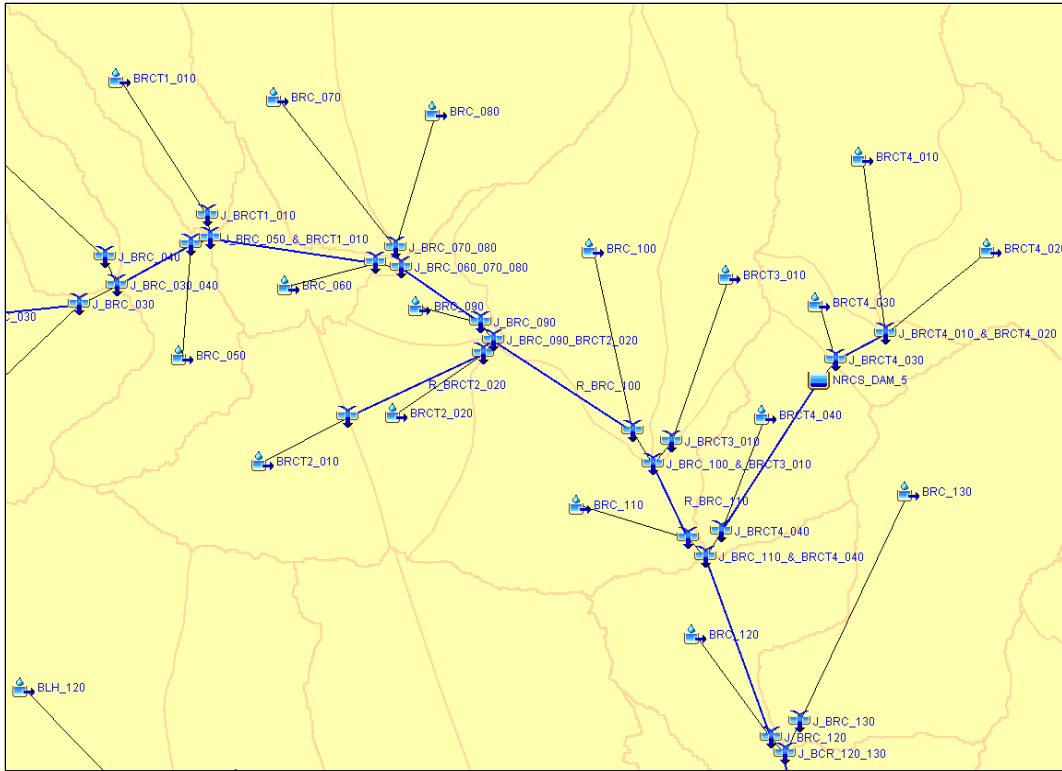 BRCT1_010
BRC_070
BRC_080
BRCT4_010
J_BRCT1_010
J_BRC_050_&_BRCT1_010
J_BRC_070_080
BRC_100
BRCT4_020
J_BRC_040
J_BRC_060_070_080
BRCT3_010
J_BRC_030_040
BRC_060
J_BRC_030
BRCT4_030
BRC_090
C_030
J_BRC_090
J_BRCT4_010_&_BRCT4_020
J_BRC_090_BRCT2_020
BRC_050
J_BRCT4_030
R_BRCT2_020
R_BRC_100
NRCS_DAM_5
BRCT2_020
BRCT4_040
J_BRCT3_010
BRCT2_010
J_BRC_100_&_BRCT3_010
BRC_130
R_BRC_110
BRC_110
J_BRCT4_040
J_BRC_110_&_BRCT4_040
BRC_120
BLH_120
J_BRC_130
J_BRC_120
J_BCR_120_130